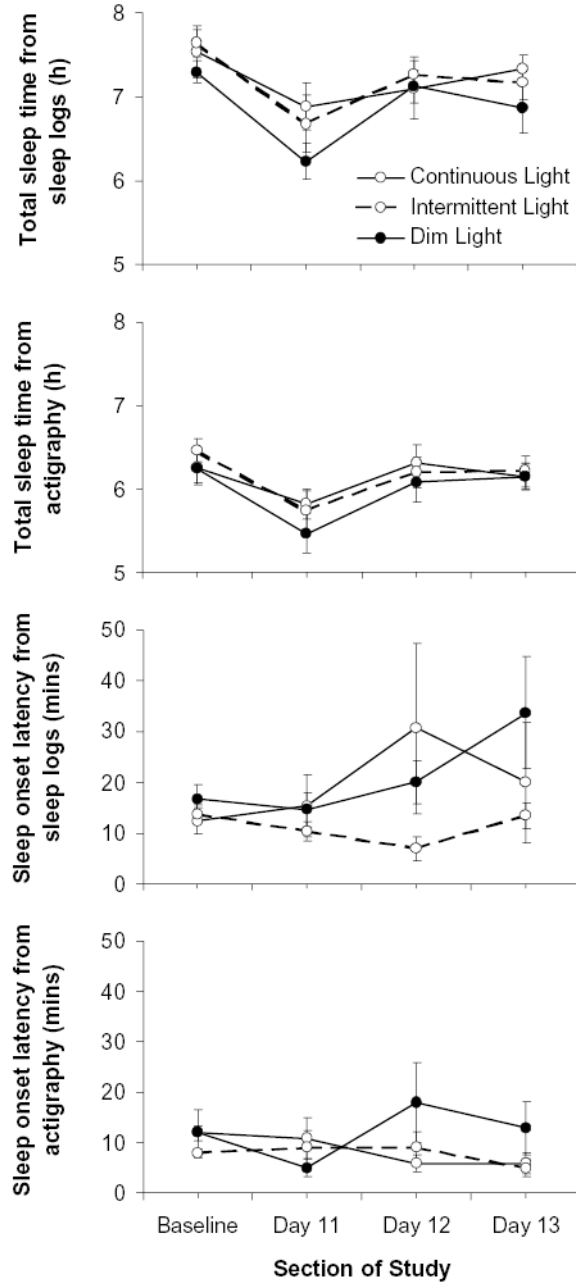 Total sleep time from
sleep logs (h)
8
7
6
5
Continuous Light
Intermittent Light
Dim Light
Total sleep time from
actigraphy (h)
8
7
6
5
Sleep onset latency from
sleep logs (mins)
50
40
30
20
10
0
Sleep onset latency from
actigraphy (mins)
50
40
30
20
10
0
Baseline Day 11 Day 12 Day 13
Section of Study